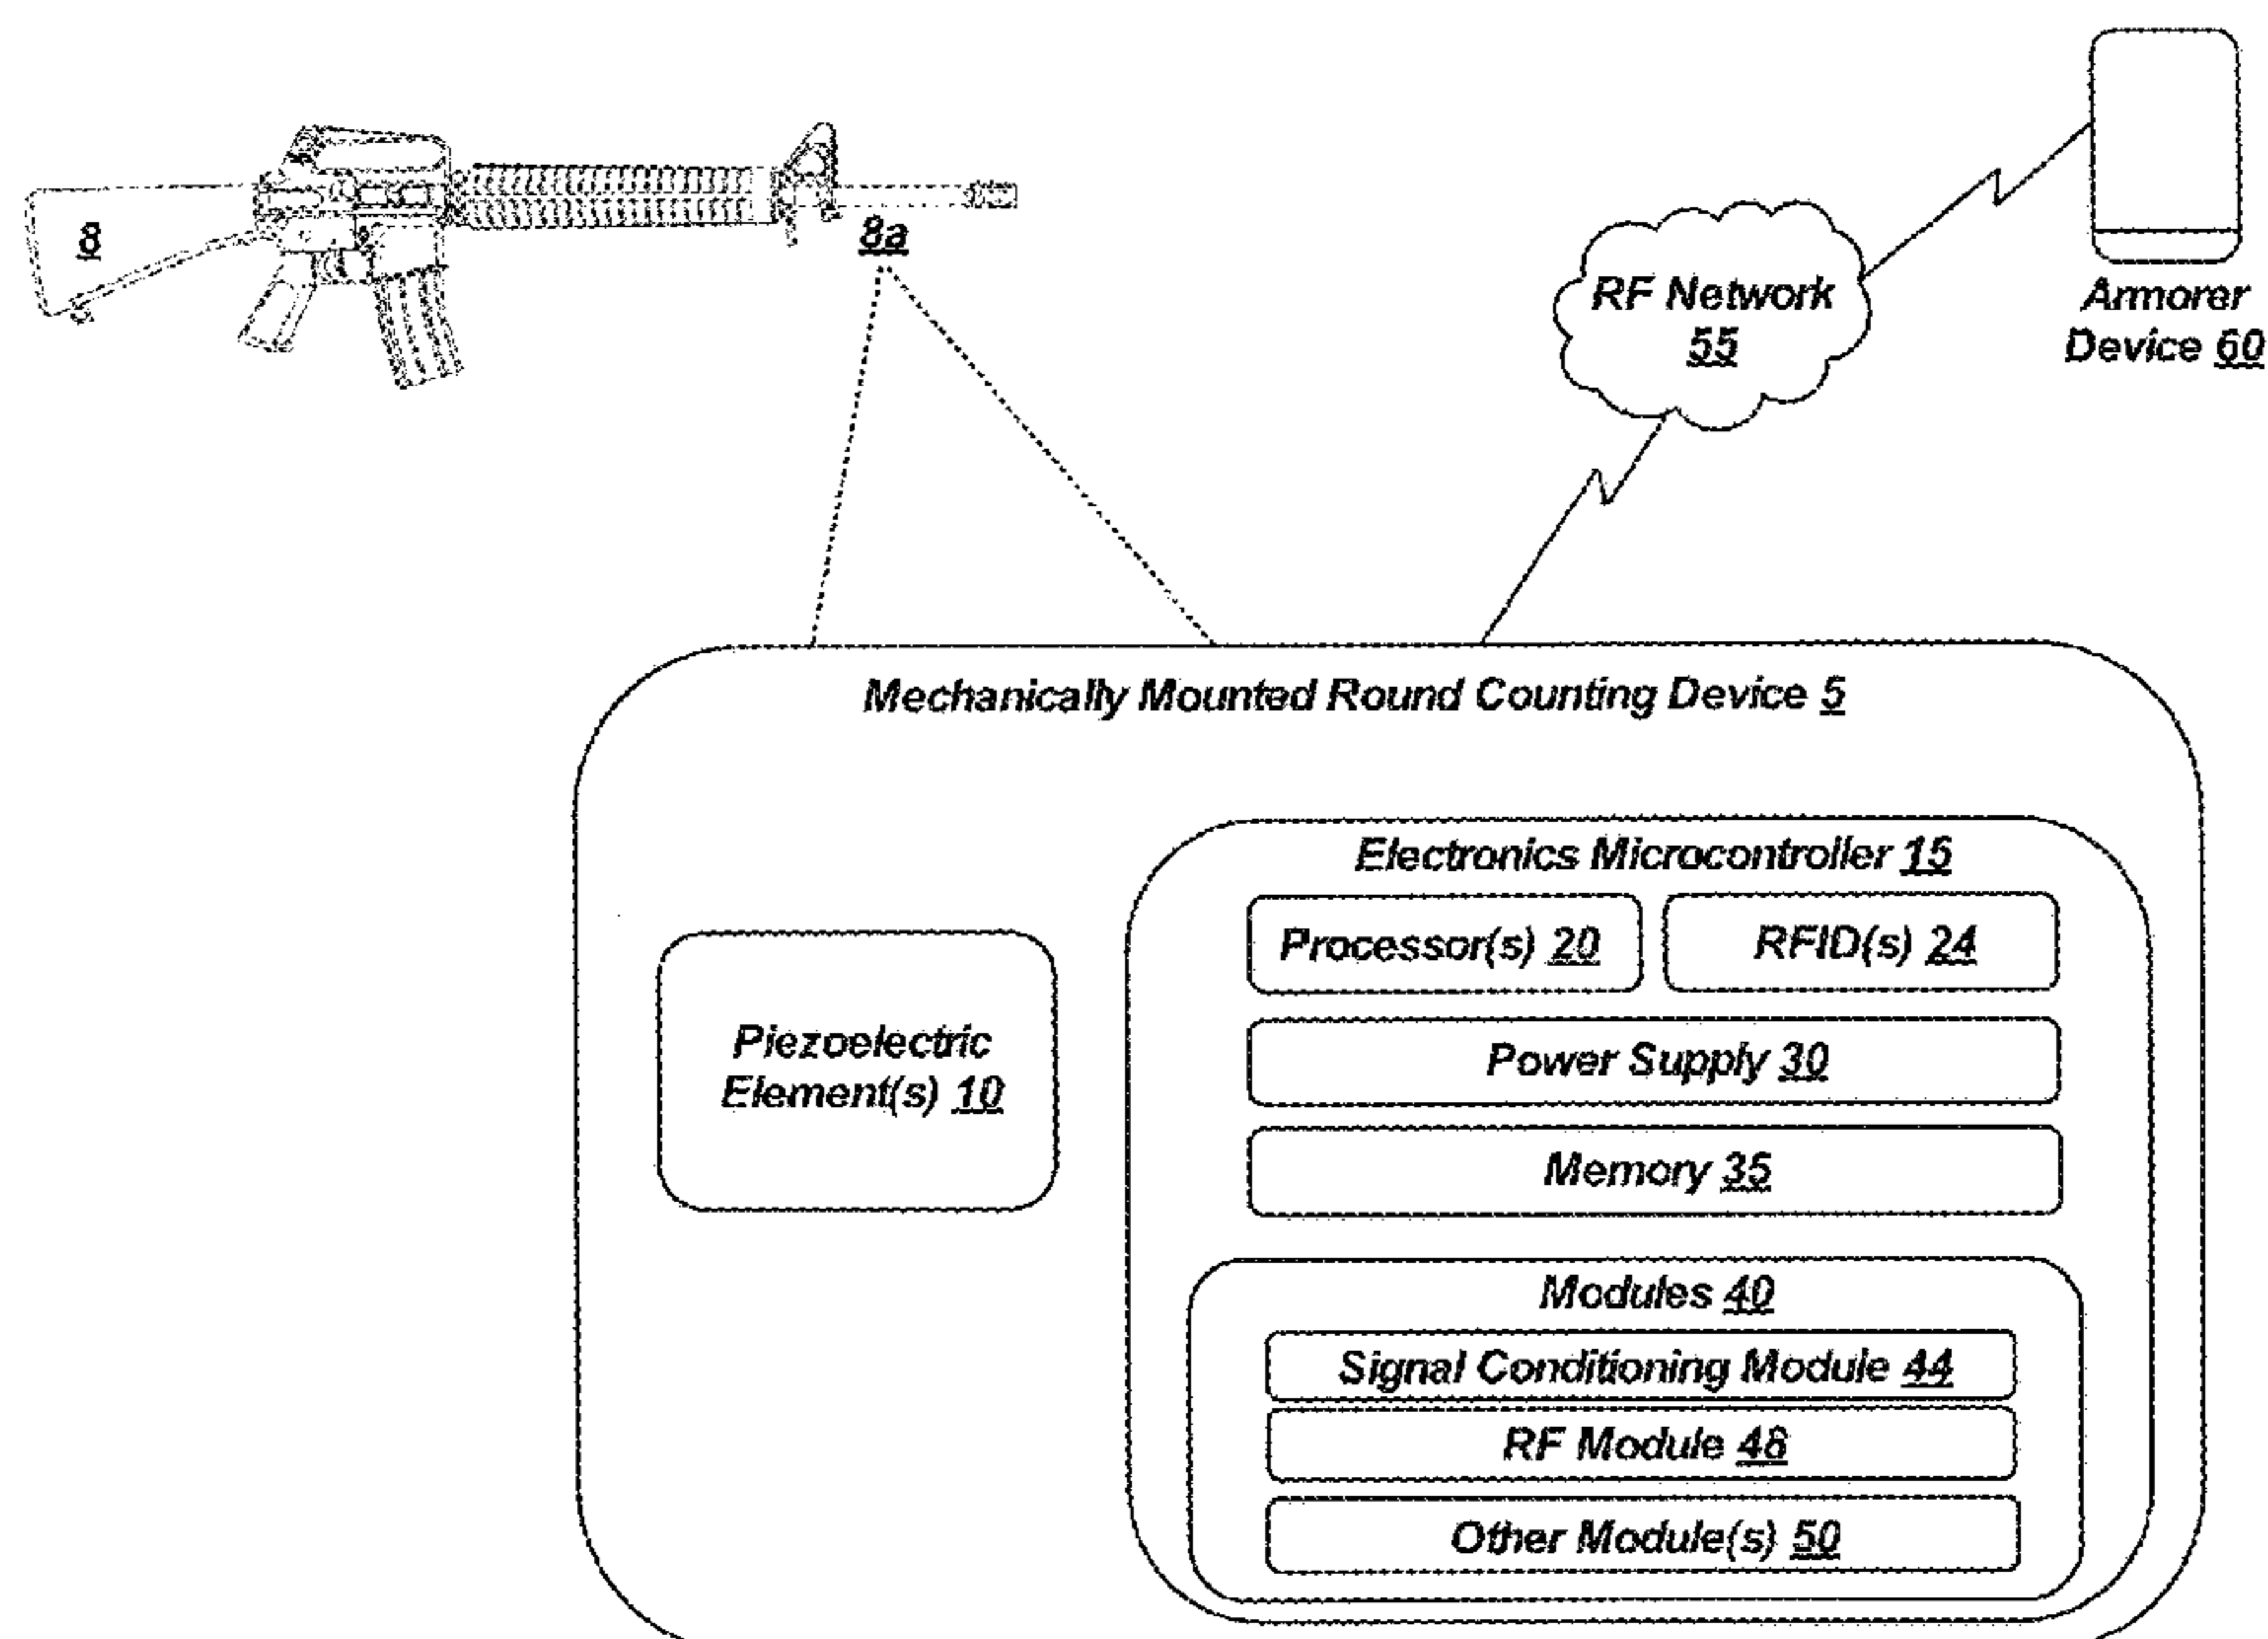 8
8a
RF Network
55
Armorer
Device 60
Mechanically Mounted Round Counting Device 5
Electronics Microcontroller 15
Processor(s) 20
RFID(s) 24
Piezoelectric
Element(s) 10
Power Supply 30
Memory 35
Modules 40
Signal Conditioning Module 44
RF Module 48
Other Module(s) 50